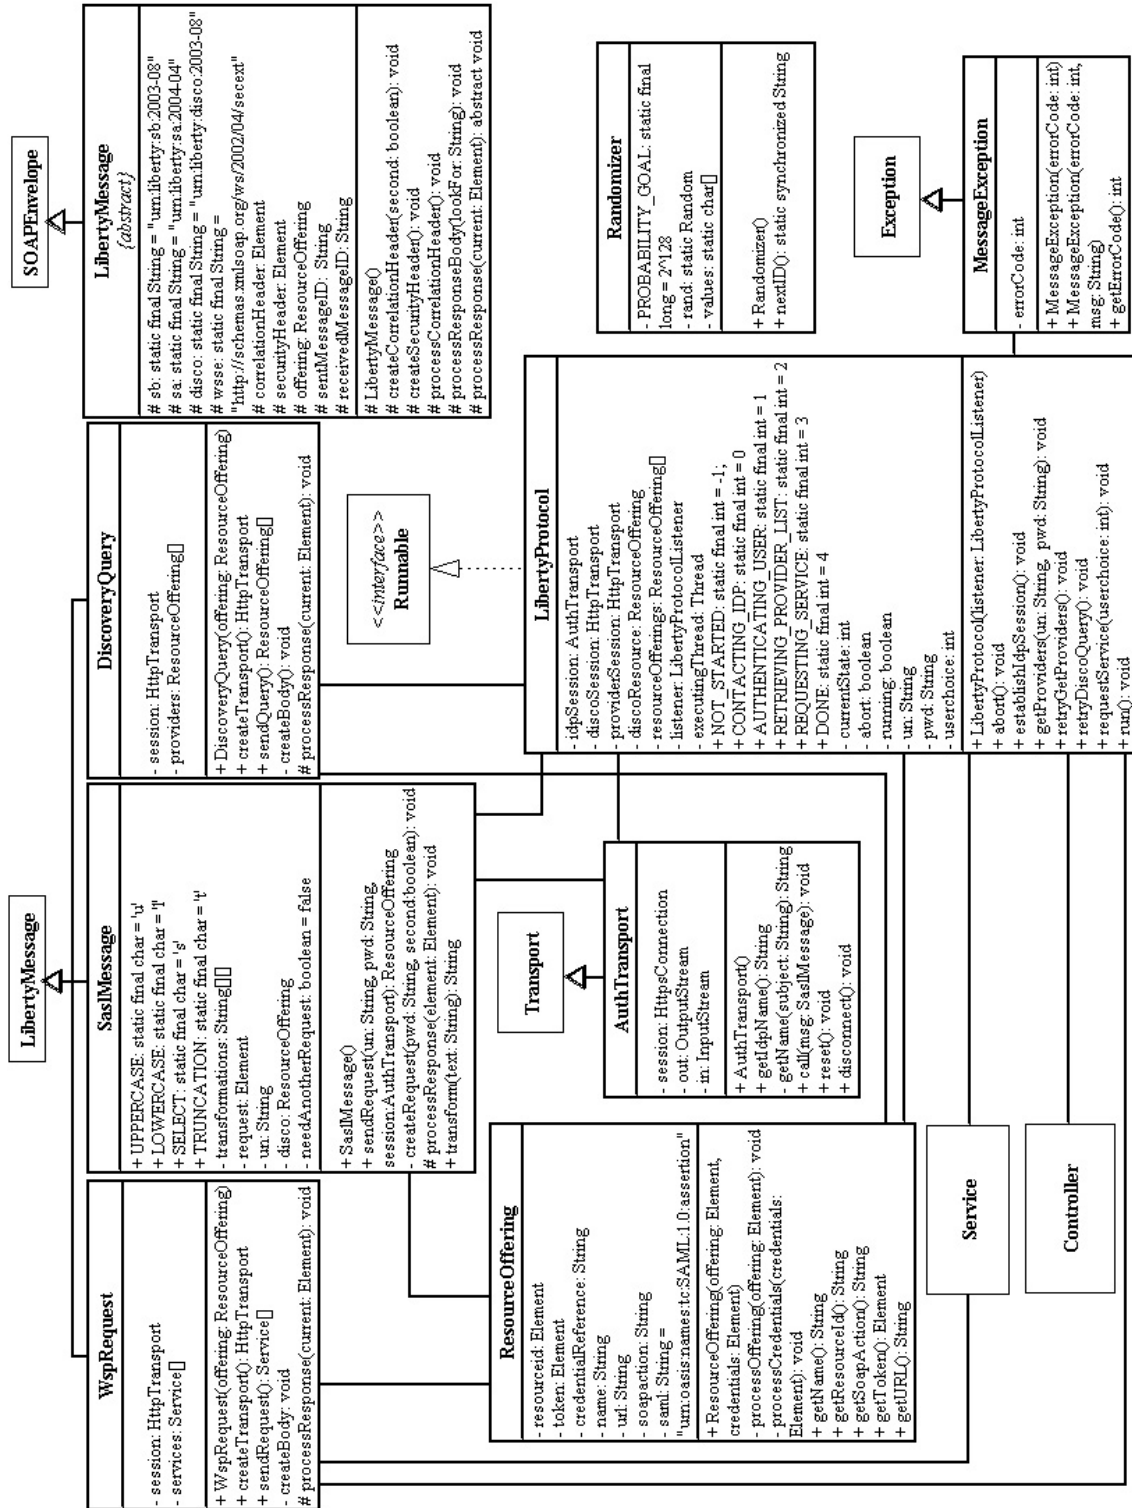 SOAPEnvelope
LibertyMessage
{abstract}
# sb: static final String = "urn:liberty:sb:2003-08"
# sa: static final String = "urn:liberty:sa:2004-04"
# disco: static final String = "urn:liberty:disco:2003-08"
# wsse: static final String =
"http://schemas.xmlsoap.org/ws/2002/04/secext"
# correlationHeader: Element
# securityHeader: Element
# offering: ResourceOffering
# sentMessageID: String
# receivedMessageID: String
# LibertyMessage()
# createCorrelationHeader(second: boolean): void
# createSecurityHeader(): void
# processCorrelationHeader(): void
# processResponseBody(lookFor: String): void
# processResponse(current: Element): abstract void
Randomizer
- PROBABILITY_GOAL: static final
long = 2^128
- rand: static Random
- values: static char[]
+ Randomizer()
+ nextID(): static synchronized String
Exception
MessageException
- errorCode: int
+ MessageException(errorCode: int)
+ MessageException(errorCode: int,
msg: String)
+ getErrorCode(): int
DiscoveryQuery
- session: HttpTransport
- providers: ResourceOffering[]
+ DiscoveryQuery(offering: ResourceOffering)
+ createTransport(): HttpTransport
+ sendQuery(): ResourceOffering[]
- createBody(): void
# processResponse(current: Element): void
<<interface>>
Runnable
LibertyProtocol
- idpSession: AuthTransport
- discoSession: HttpTransport
- providerSession: HttpTransport
- discoResource: ResourceOffering
- resourceOfferings: ResourceOffering[]
- listener: LibertyProtocolListener
- executingThread: Thread
+ NOT_STARTED: static final int = -1;
+ CONTACTING_IDP: static final int = 0
+ AUTHENTICATING_USER: static final int = 1
+ RETRIEVING_PROVIDER_LIST: static final int = 2
+ REQUESTING_SERVICE: static final int = 3
+ DONE: static final int = 4
- currentState: int
- abort: boolean
- running: boolean
- un: String
- pwd: String
- userchoice: int
+ LibertyProtocol(listener: LibertyProtocolListener)
+ abort(): void
+ establishIdpSession(): void
+ getProviders(un: String, pwd: String): void
+ retryGetProviders(): void
+ retryDiscoQuery(): void
+ requestService(userchoice: int): void
+ run(): void
LibertyMessage
SaslMessage
+ UPPERCASE: static final char = 'u'
+ LOWERCASE: static final char = 'l'
+ SELECT: static final char = 's'
+ TRUNCATION: static final char = 't'
- transformations: String[][]
- request: Element
- un: String
- disco: ResourceOffering
- needAnotherRequest: boolean = false
+ SaslMessage()
+ sendRequest(un: String, pwd: String,
session:AuthTransport): ResourceOffering
- createRequest(pwd: String, second:boolean): void
# processResponse(element: Element): void
+ transform(text: String): String
Transport
AuthTransport
- session: HttpsConnection
- out: OutputStream
- in: InputStream
+ AuthTransport()
+ getIdpName(): String
- getName(subject: String): String
+ call(msg: SaslMessage): void
+ reset(): void
+ disconnect(): void
WspRequest
- session: HttpTransport
- services: Service[]
+ WspRequest(offering: ResourceOffering)
+ createTransport(): HttpTransport
+ sendRequest(): Service[]
- createBody: void
# processResponse(current: Element): void
ResourceOffering
- resourceid: Element
- token: Element
- credentialReference: String
- name: String
- url: String
- soapaction: String
- saml: String =
"urn:oasis:names:tc:SAML:1.0:assertion"
+ ResourceOffering(offering: Element,
credentials: Element)
- processOffering(offering: Element): void
- processCredentials(credentials:
Element): void
+ getName(): String
+ getResourceId(): String
+ getSoapAction(): String
+ getToken(): Element
+ getURL(): String
Service
Controller